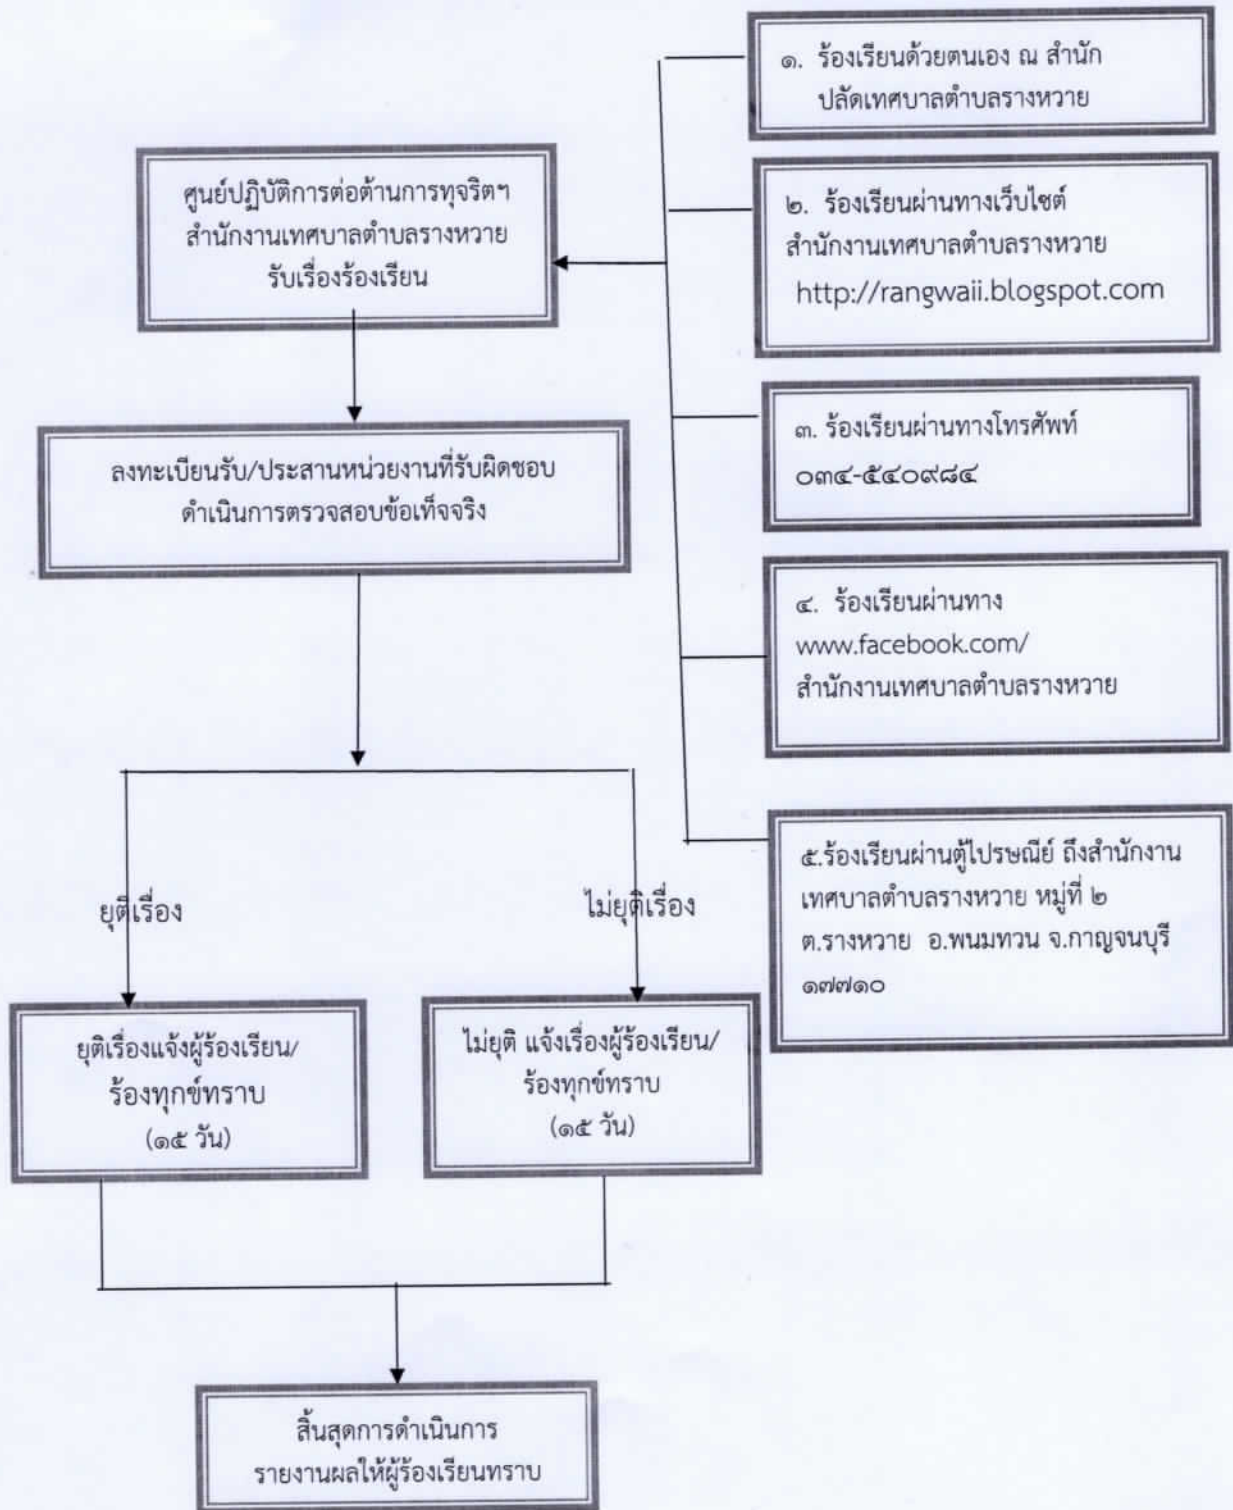 ๑. ร้องเรียนด้วยตนเอง ณ สำนัก
ปลัดเทศบาลตำบลรางหวาย
ศูนย์ปฏิบัติการต่อต้านการทุจริตฯ
สำนักงานเทศบาลตำบลรางหวาย
รับเรื่องร้องเรียน
๒. ร้องเรียนผ่านทางเว็บไซต์
สำนักงานเทศบาลตำบลรางหวาย
http://rangwaii.blogspot.com
๓. ร้องเรียนผ่านทางโทรศัพท์
๐๓๔-๕๔๐๙๘๔
ลงทะเบียนรับ/ประสานหน่วยงานที่รับผิดชอบ
ดำเนินการตรวจสอบข้อเท็จจริง
๔. ร้องเรียนผ่านทาง
www.facebook.com/
สำนักงานเทศบาลตำบลรางหวาย
๕.ร้องเรียนผ่านตู้ไปรษณีย์ ถึงสำนักงาน
เทศบาลตำบลรางหวาย หมู่ที่ ๒
ต.รางหวาย อ.พนมทวน จ.กาญจนบุรี
๑๗๗๑๐
ยุติเรื่อง
ไม่ยุติเรื่อง
ยุติเรื่องแจ้งผู้ร้องเรียน/
ร้องทุกข์ทราบ
(๑๕ วัน)
ไม่ยุติ แจ้งเรื่องผู้ร้องเรียน/
ร้องทุกข์ทราบ
(๑๕ วัน)
สิ้นสุดการดำเนินการ
รายงานผลให้ผู้ร้องเรียนทราบ